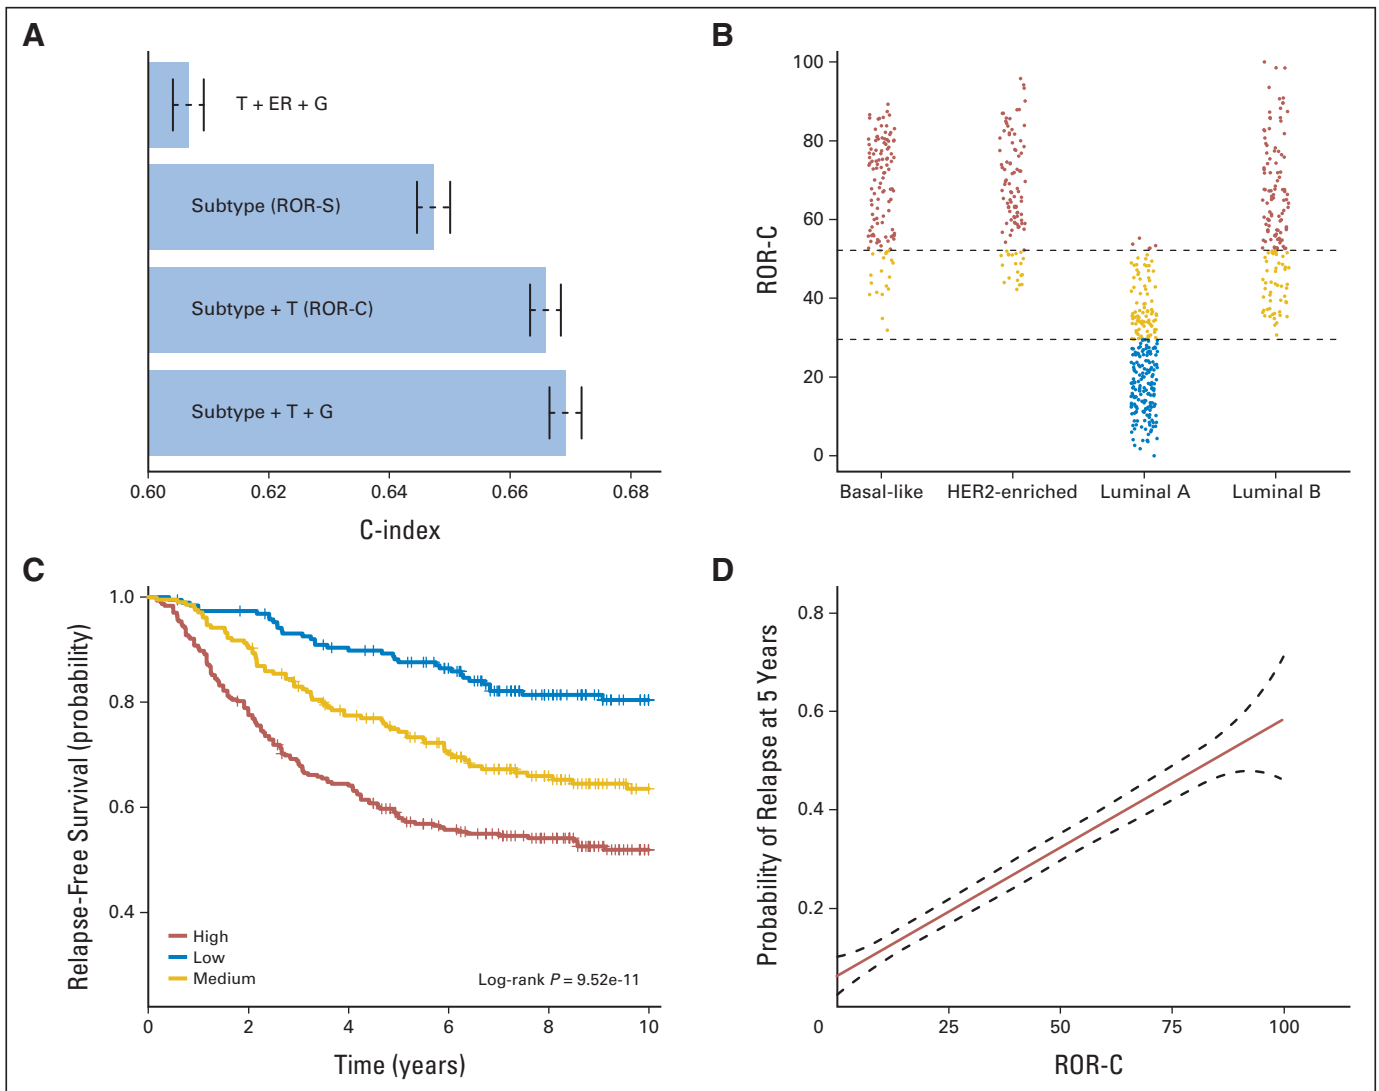 A
T + ER + G
Subtype (ROR-S)
Subtype + T (ROR-C)
Subtype + T + G
0.60 0.62 0.64 0.66 0.68
C-index
B
ROR-C
100
80
60
40
20
0
Basal-like HER2-enriched Luminal A Luminal B
C
Relapse-Free Survival (probability)
1.0
0.8
0.6
0.4
High
Low
Medium
Log-rank P = 9.52e-11
0 2 4 6 8 10
Time (years)
D
Probability of Relapse at 5 Years
0.8
0.6
0.4
0.2
0 25 50 75 100
ROR-C